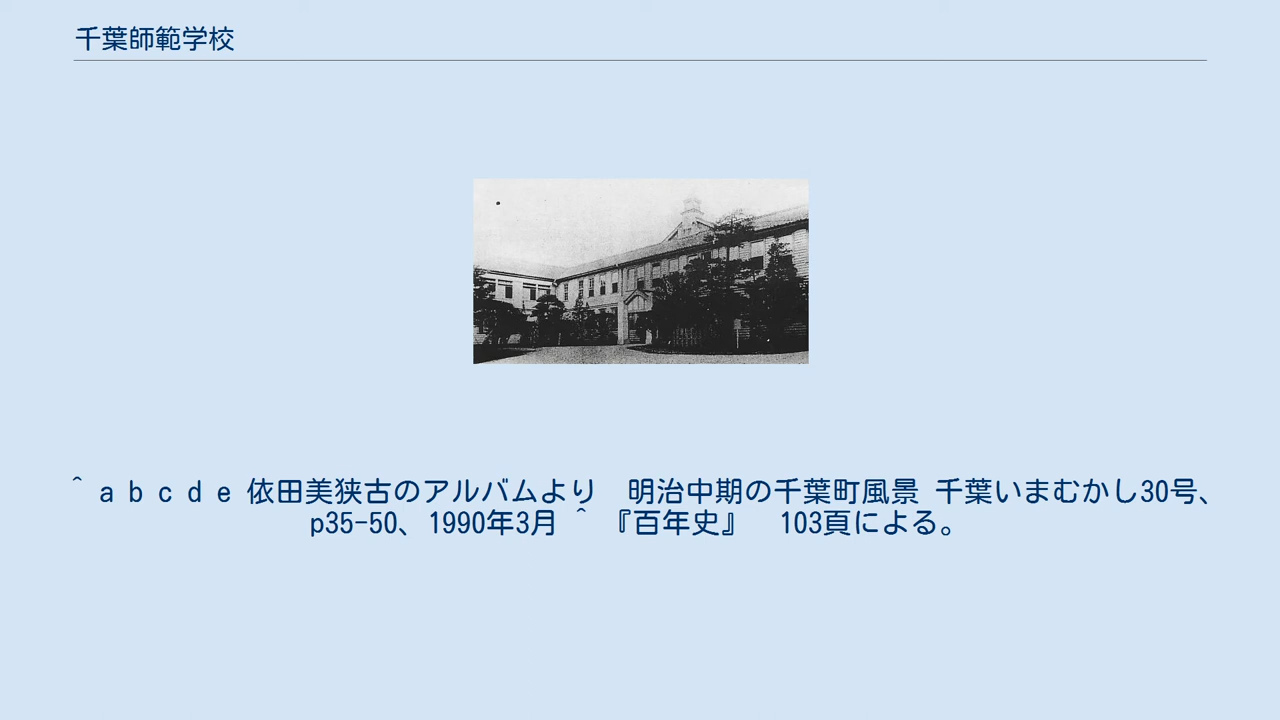 千葉師範学校
^ a b c d e 依田美狭古のアルバムより　明治中期の千葉町風景 千葉いまむかし30号、
p35-50、1990年3月 ^ 『百年史』　103頁による。